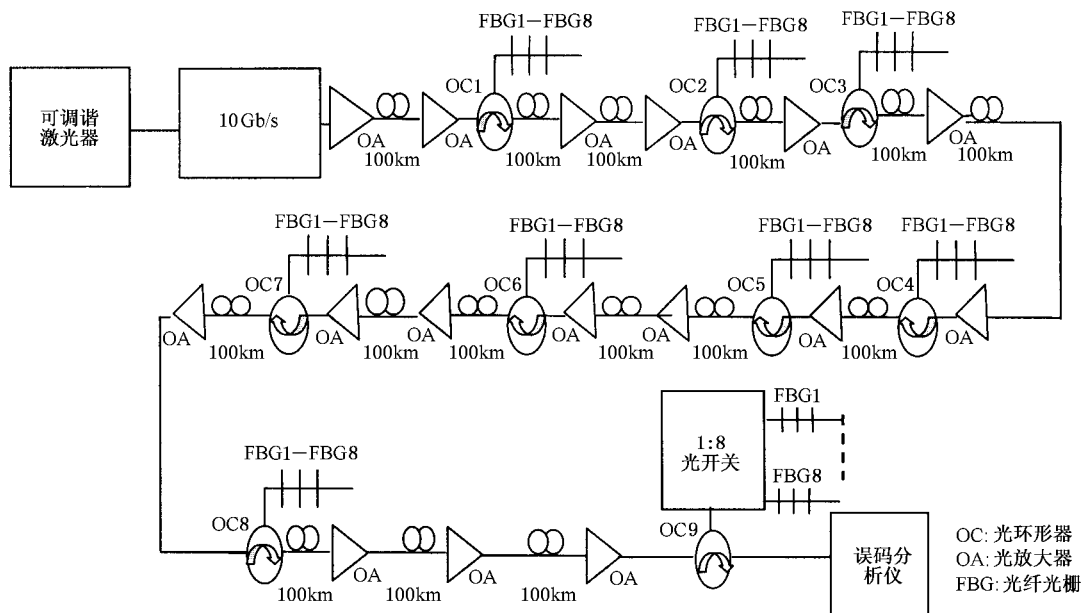 FBG1－FBG8
FBG1－FBG8
FBG1－FBG8
OC1
OC2
OC3
可调谐
激光器
10Gb/s
OA
100km
OA
100km
OA
100km
OA
100km
OA
100km
OA
100km
FBG1－FBG8
FBG1－FBG8
FBG1－FBG8
FBG1－FBG8
OC7
OC6
OC5
OC4
OA
100km
OA
100km
OA
100km
OA
100km
OA
100km
OA
100km
OA
FBG1－FBG8
OC8
100km
OA
100km
OA
100km
OA
1:8
光开关
FBG1
FBG8
OC9
误码分
析仪
OC: 光环形器
OA: 光放大器
FBG: 光纤光栅